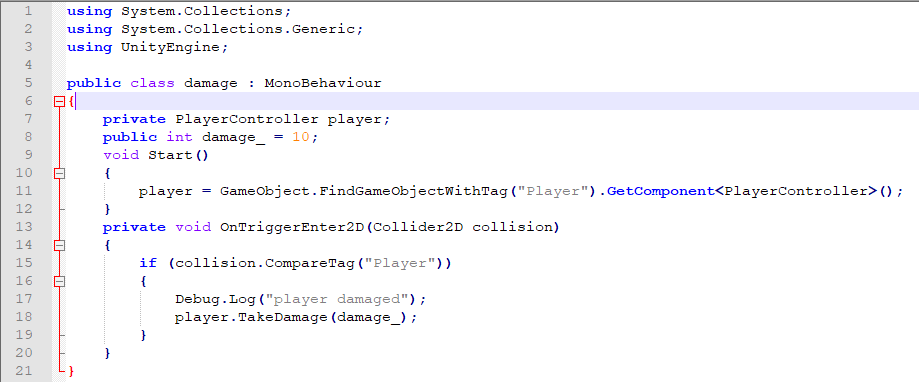 1 using System.Collections;
2 using System.Collections.Generic;
3 using UnityEngine;
4
5 public class damage : MonoBehaviour
6 {
7 private PlayerController player;
8 public int damage_ = 10;
9 void Start()
10 {
11 player = GameObject.FindGameObjectWithTag("Player").GetComponent<PlayerController>();
12 }
13 private void OnTriggerEnter2D(Collider2D collision)
14 {
15 if (collision.CompareTag("Player"))
16 {
17 Debug.Log("player damaged");
18 player.TakeDamage(damage_);
19 }
20 }
21 }